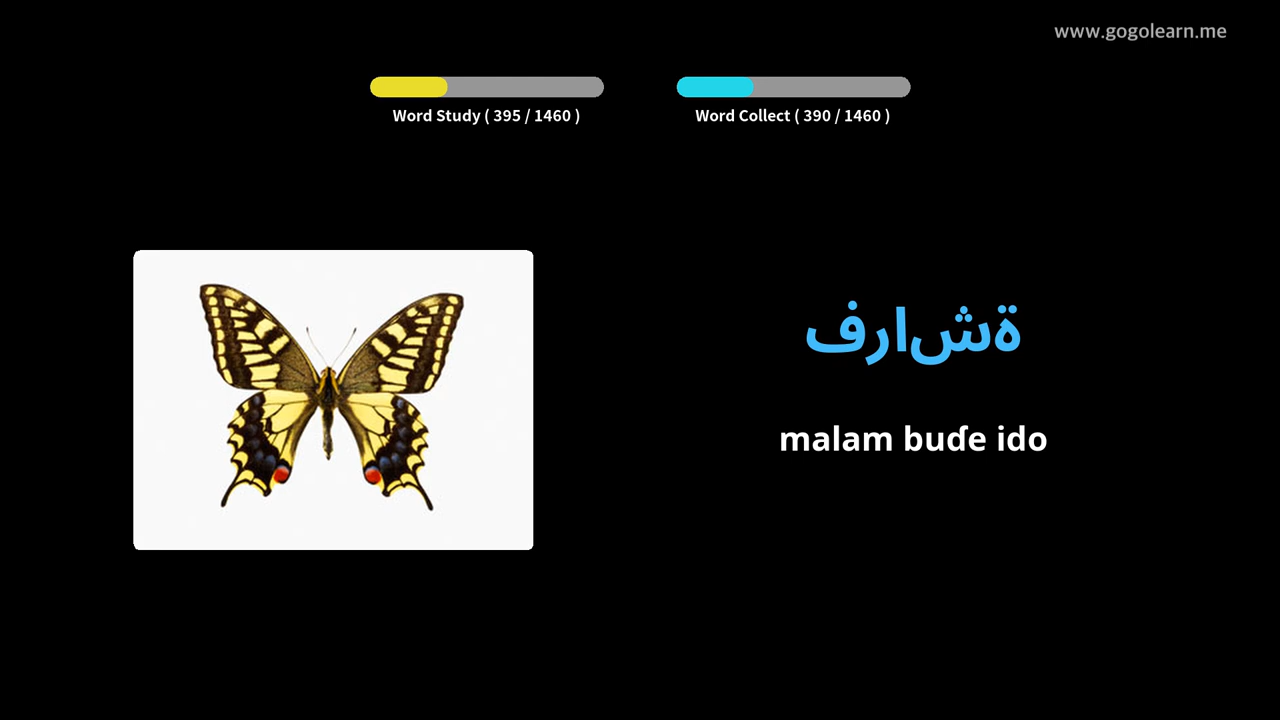 www.gogolearn.me
Word Study ( 395 / 1460 )
Word Collect ( 390 / 1460 )
ةشارف
malam buɗe ido